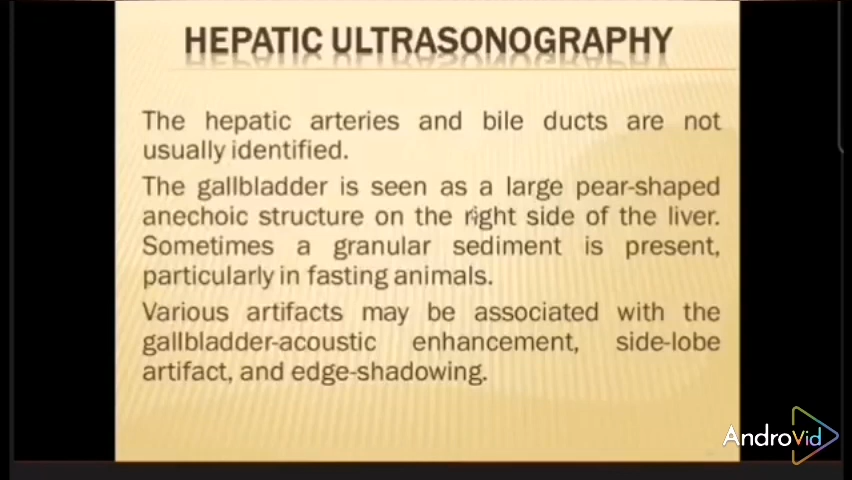 HEPATIC ULTRASONOGRAPHY
The hepatic arteries and bile ducts are not
usually identified.
The gallbladder is seen as a large pear-shaped
anechoic structure on the right side of the liver.
Sometimes a granular sediment is present,
particularly in fasting animals.
Various artifacts may be associated with the
gallbladder-acoustic enhancement, side-lobe
artifact, and edge-shadowing.
AndroVid